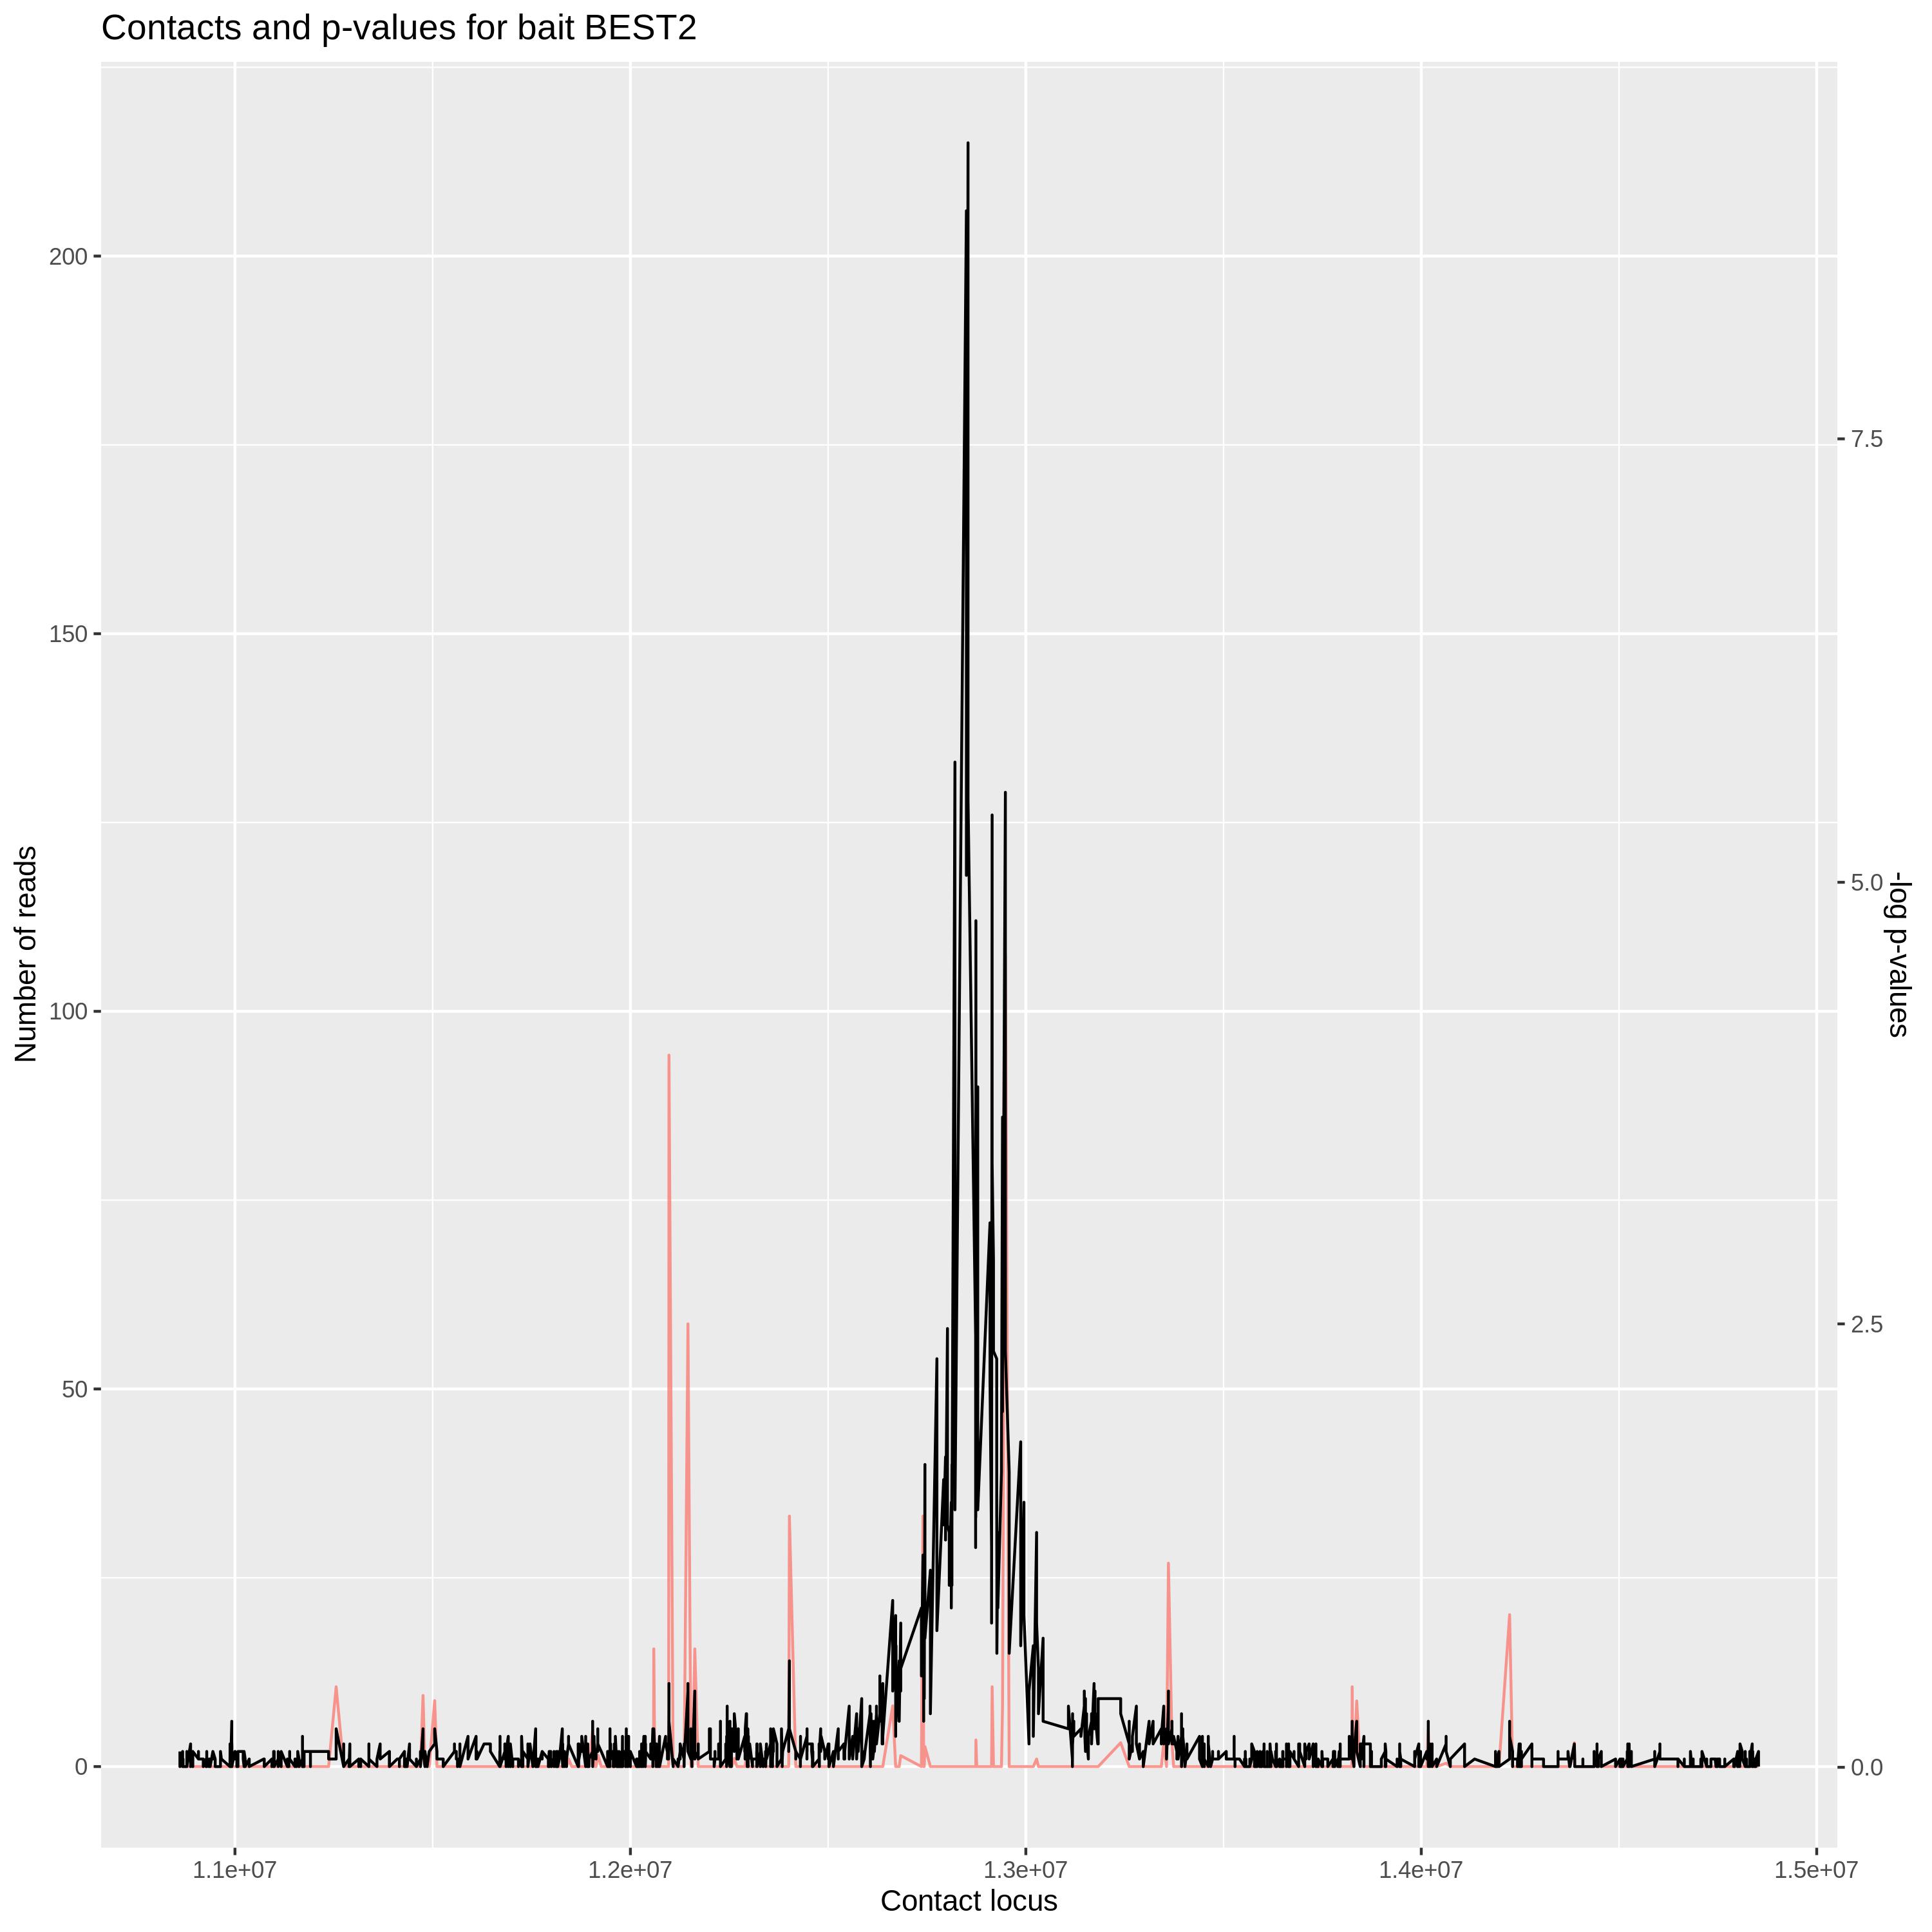 Contacts and p-values for bait BEST2
200
150
100
50
0
Number of reads
7.5
5.0
2.5
0.0
-log p-values
1.1e+07
1.2e+07
1.3e+07
1.4e+07
1.5e+07
Contact locus